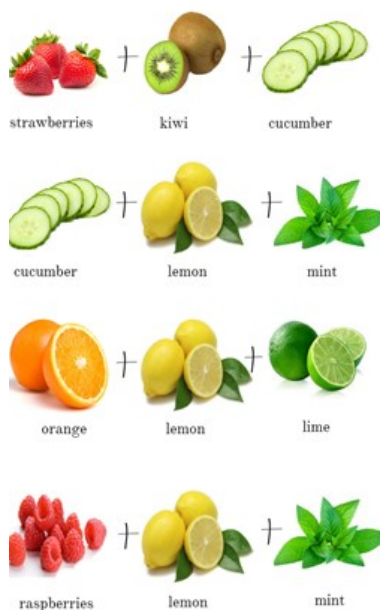 strawberries + kiwi + cucumber
cucumber + lemon + mint
orange + lemon + lime
raspberries + lemon + mint